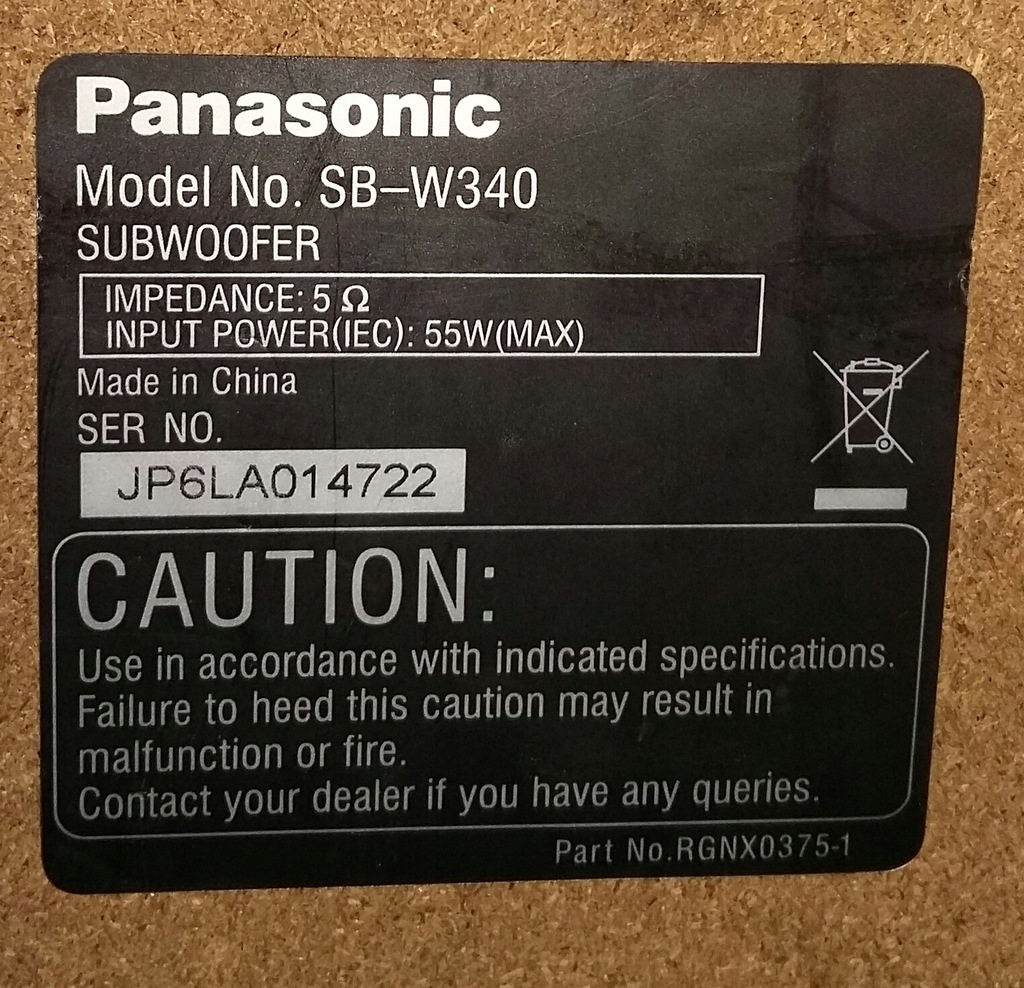 Panasonic
Model No. SB–W340
SUBWOOFER
IMPEDANCE: 5 Ω
INPUT POWER(IEC): 55W(MAX)
Made in China
SER NO.
JP6LA014722
CAUTION:
Use in accordance with indicated specifications.
Failure to heed this caution may result in
malfunction or fire.
Contact your dealer if you have any queries.
Part No.RGNX0375-1